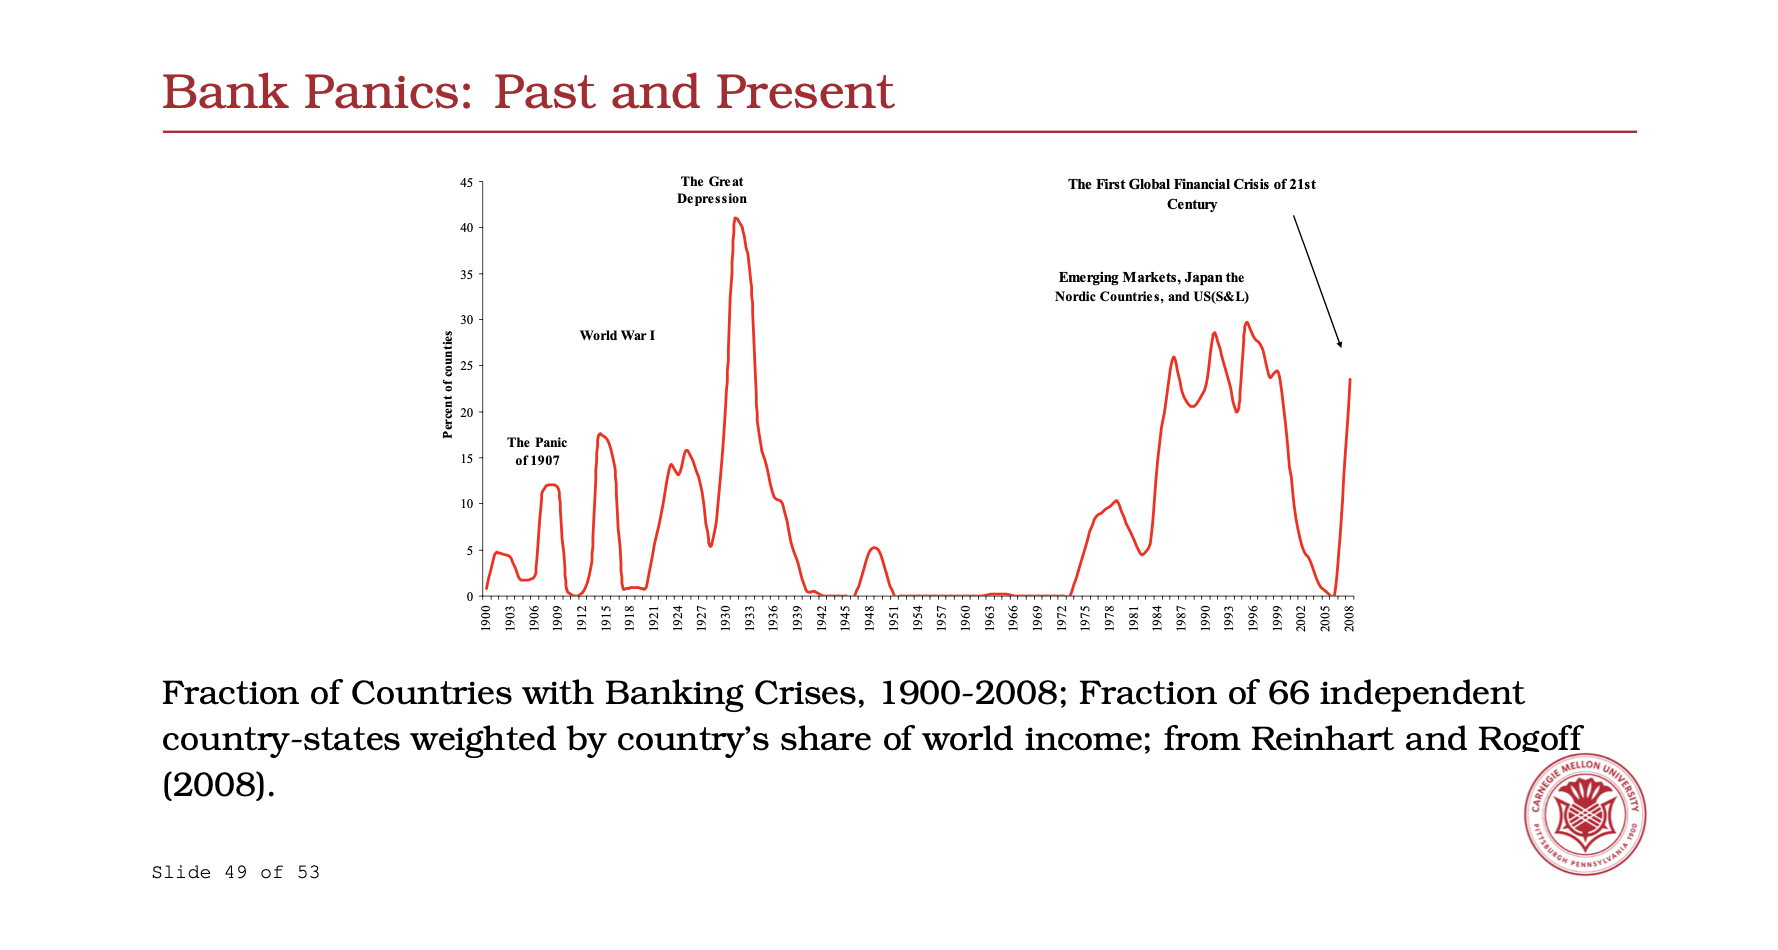 Bank Panics: Past and Present
The Great
Depression
The First Global Financial Crisis of 21st
Century
Emerging Markets, Japan the
Nordic Countries, and US(S&L)
World War I
The Panic
of 1907
Percent of counties
45
40
35
30
25
20
15
10
5
0
1900 1903 1906 1909 1912 1915 1918 1921 1924 1927 1930 1933 1936 1939 1942 1945 1948 1951 1954 1957 1960 1963 1966 1969 1972 1975 1978 1981 1984 1987 1990 1993 1996 1999 2002 2005 2008
Fraction of Countries with Banking Crises, 1900-2008; Fraction of 66 independent
country-states weighted by country’s share of world income; from Reinhart and Rogoff
(2008).
CARNEGIE MELLON UNIVERSITY
PITTSBURGH PENNSYLVANIA 1900
Slide 49 of 53